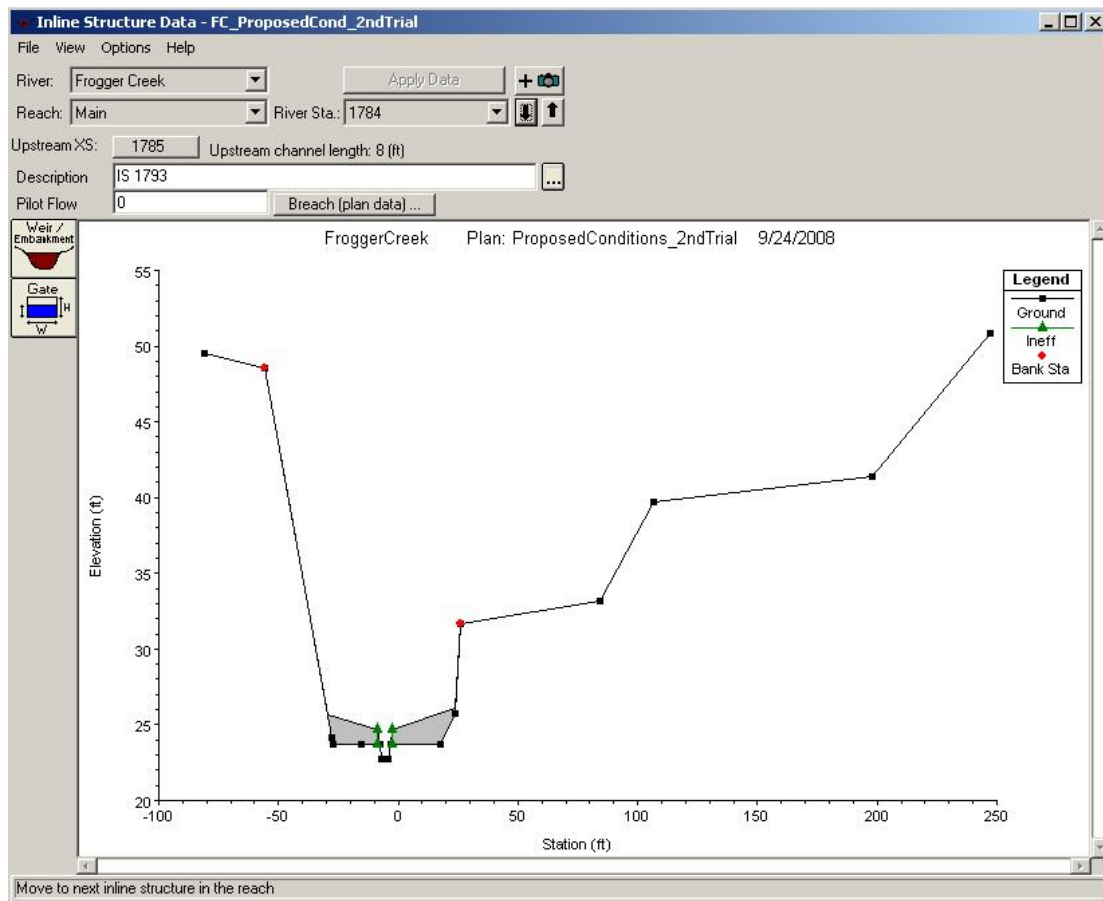 Inline Structure Data - FC_ProposedCond_2ndTrial
File View Options Help
River: Frogger Creek Apply Data
Reach: Main River Sta.: 1784
Upstream XS: 1785 Upstream channel length: 8 (ft)
Description IS 1793 ...
Pilot Flow 0 Breach (plan data) ...
Weir / Embankment
Gate
H
W
FroggerCreek Plan: ProposedConditions_2ndTrial 9/24/2008
Legend
Ground
Ineff
Bank Sta
55
50
45
40
35
30
25
20
Elevation (ft)
-100 -50 0 50 100 150 200 250
Station (ft)
Move to next inline structure in the reach